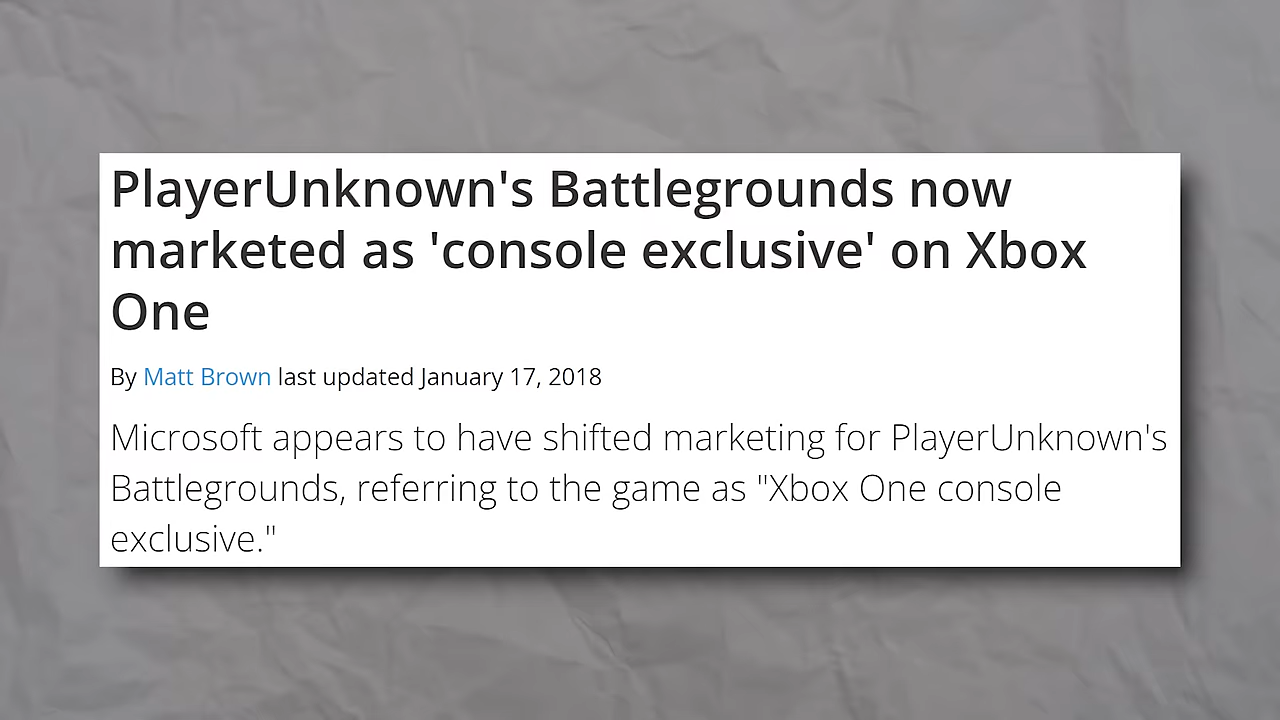 PlayerUnknown's Battlegrounds now
marketed as 'console exclusive' on Xbox
One
By Matt Brown last updated January 17, 2018
Microsoft appears to have shifted marketing for PlayerUnknown's
Battlegrounds, referring to the game as "Xbox One console
exclusive."